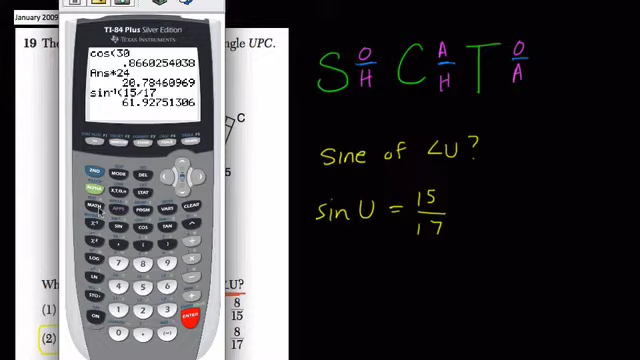 January 2009
19 The
ngle UPC.
C
TI-84 Plus Silver Edition
TEXAS INSTRUMENTS
cos(30
.8660254038
Ans*24
20.78460969
sin⁻¹(15/17
61.92751306
2ND MODE DEL
ALPHA X,T,θ,n STAT
MATH APPS PRGM VARS CLEAR
x⁻¹ SIN COS TAN ^
x² , ( ) ÷
LOG 7 8 9 ×
LN 4 5 6 −
STO▸ 1 2 3 +
ON 0 . (-) ENTER
Wh
∠U?
(1)
8
15
(2)
8
17
S O/H C A/H T O/A
Sine of ∠U?
sin U = 15/17